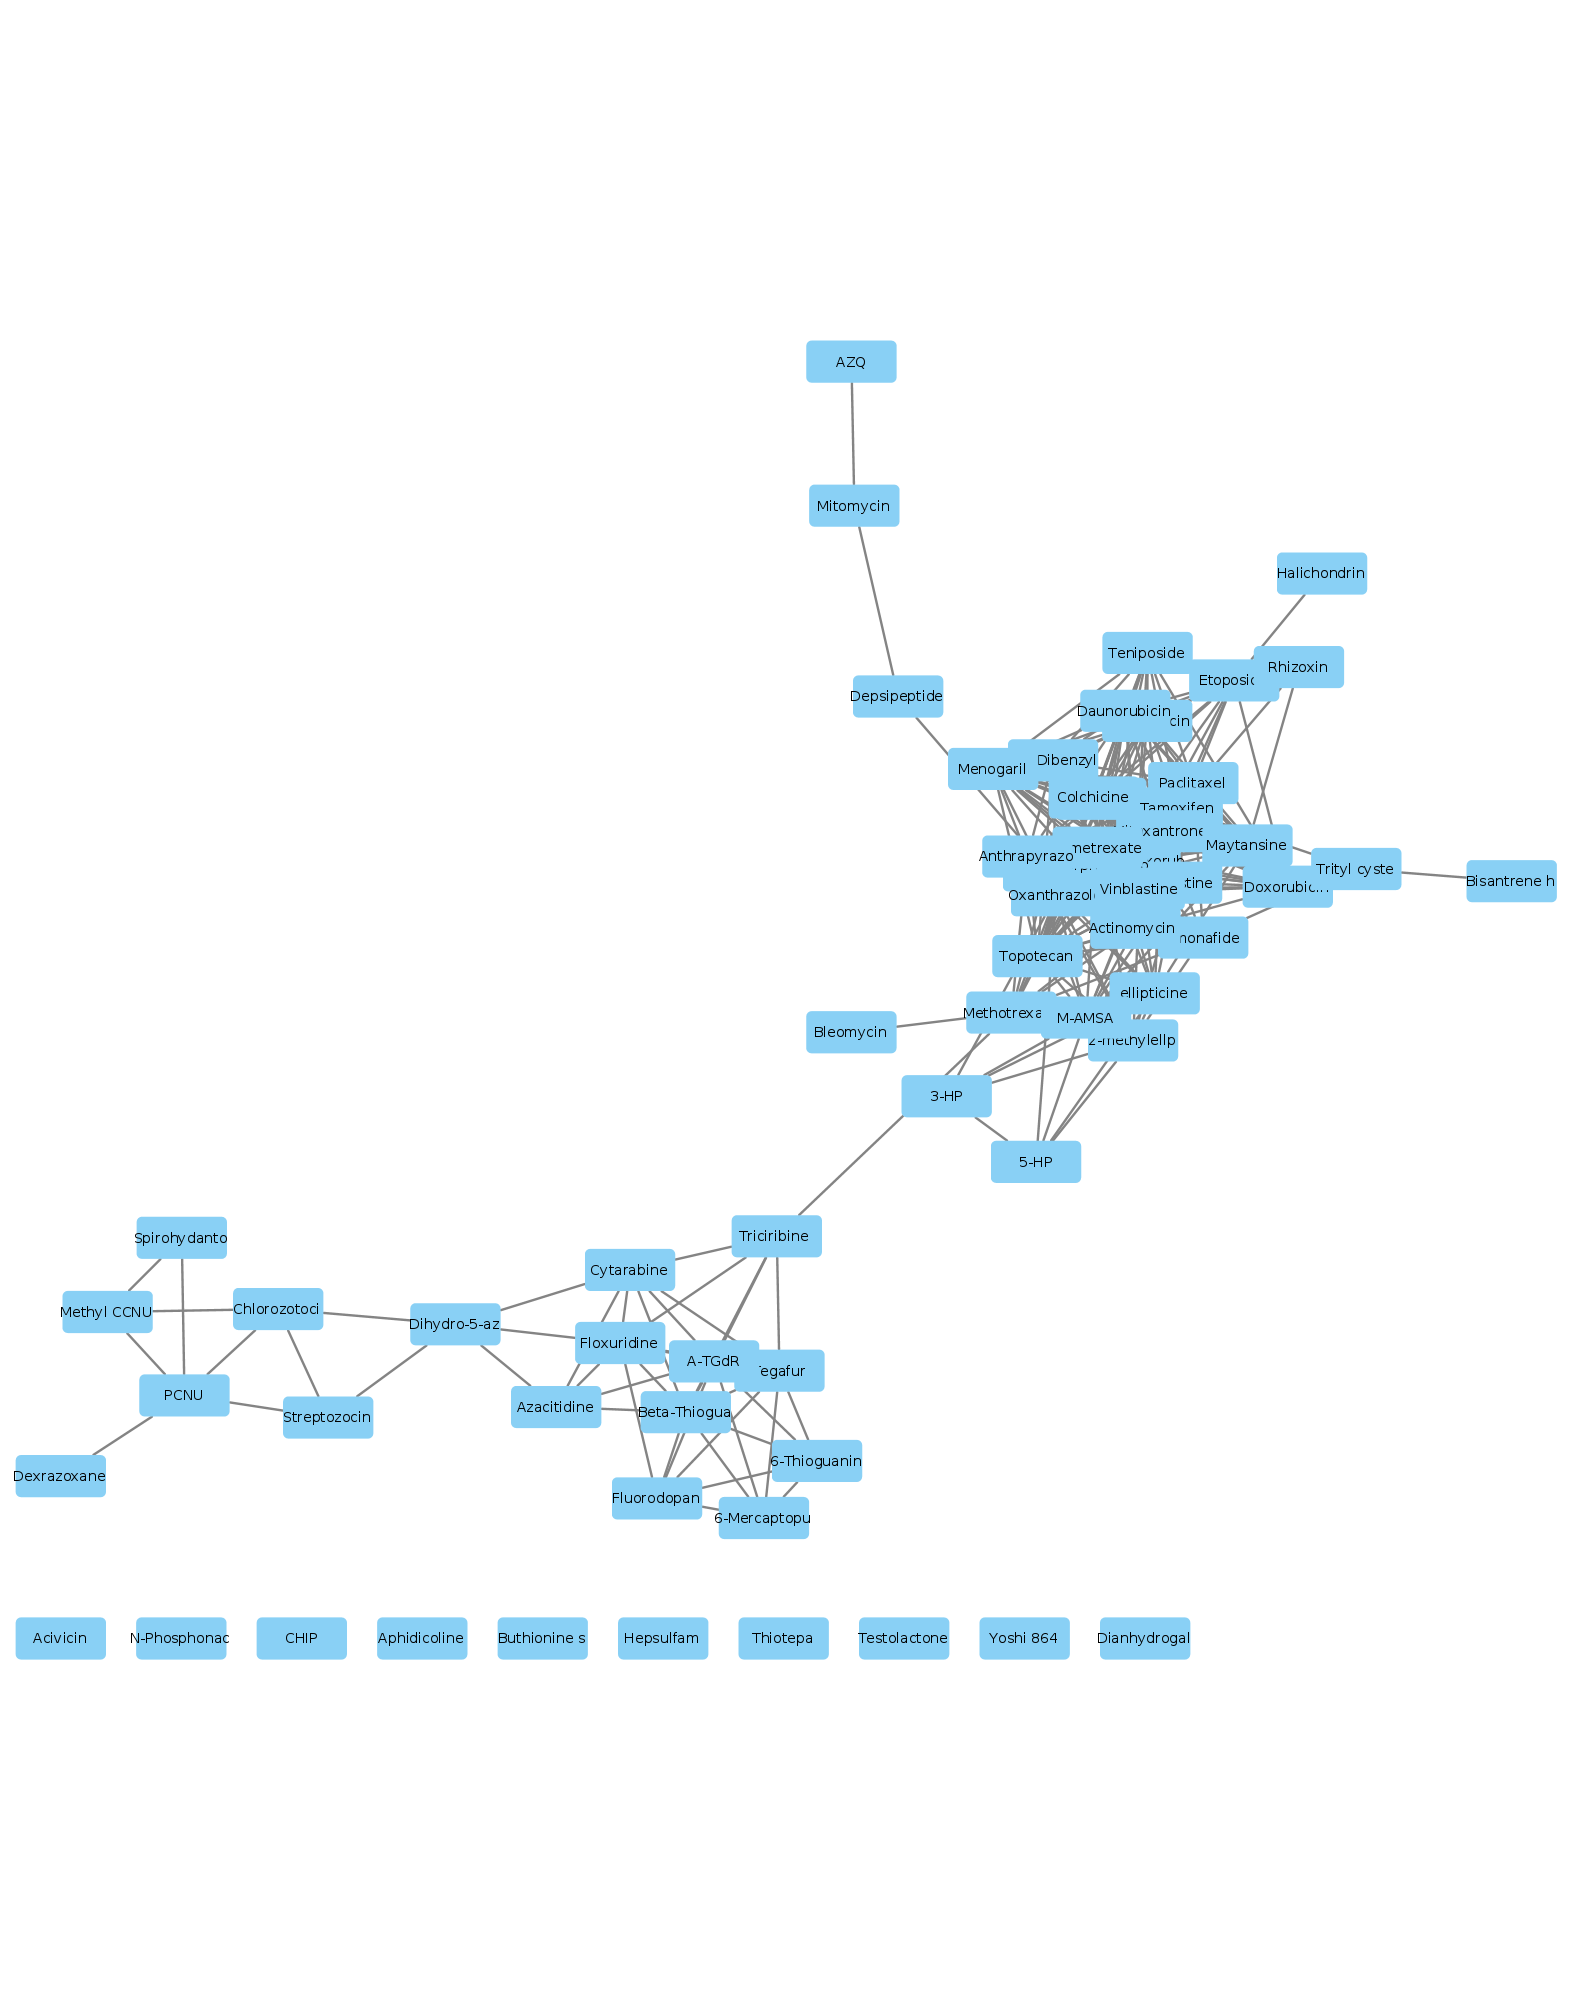 AZQ
Mitomycin
Halichondrin
Teniposide
Rhizoxin
Etoposid
Depsipeptide
Daunorubicin
cin
Dibenzyl
Menogaril
Paclitaxel
Colchicine
Tamoxifen
xantrone
Maytansine
metrexate
Anthrapyrazo
Trityl cyste
Bisantrene h
Doxorubicin
stine
Vinblastine
Oxanthrazol
Actinomycin
monafide
Topotecan
ellipticine
Methotrexa
M-AMSA
Bleomycin
2-methylellp
3-HP
5-HP
Triciribine
Spirohydanto
Cytarabine
Methyl CCNU
Chlorozotoci
Dihydro-5-az
Floxuridine
A-TGdR
Tegafur
PCNU
Azacitidine
Beta-Thiogua
Streptozocin
6-Thioguanin
Dexrazoxane
Fluorodopan
6-Mercaptopu
Acivicin
N-Phosphonac
CHIP
Aphidicoline
Buthionine s
Hepsulfam
Thiotepa
Testolactone
Yoshi 864
Dianhydrogal